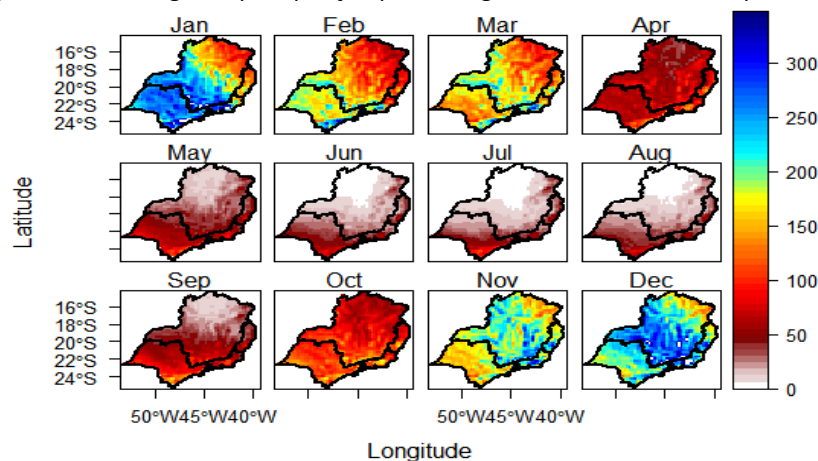 Jan Feb Mar Apr
16°S
18°S
20°S
22°S
24°S
May Jun Jul Aug
Latitude
Sep Oct Nov Dec
16°S
18°S
20°S
22°S
24°S
50°W45°W40°W 50°W45°W40°W
Longitude
300
250
200
150
100
50
0